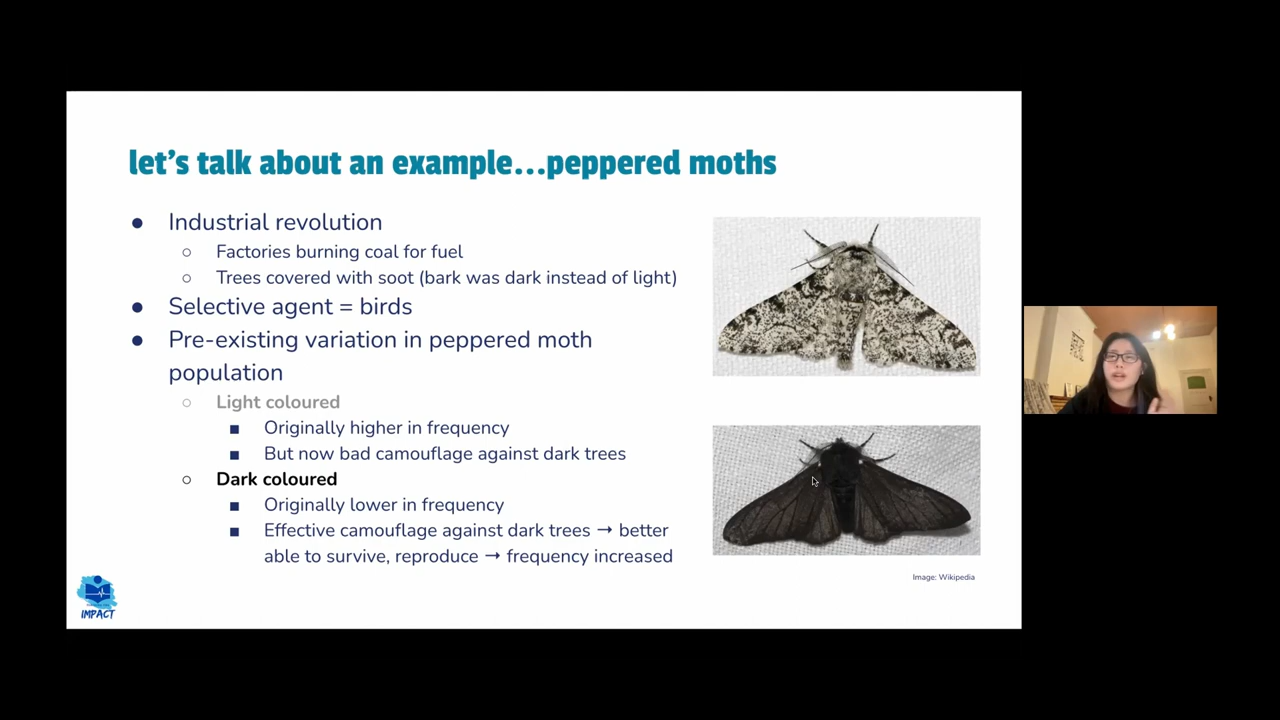 let's talk about an example...peppered moths
● Industrial revolution
○ Factories burning coal for fuel
○ Trees covered with soot (bark was dark instead of light)
● Selective agent = birds
● Pre-existing variation in peppered moth
population
○ Light coloured
■ Originally higher in frequency
■ But now bad camouflage against dark trees
○ Dark coloured
■ Originally lower in frequency
■ Effective camouflage against dark trees → better
able to survive, reproduce → frequency increased
Image: Wikipedia
IMPACT